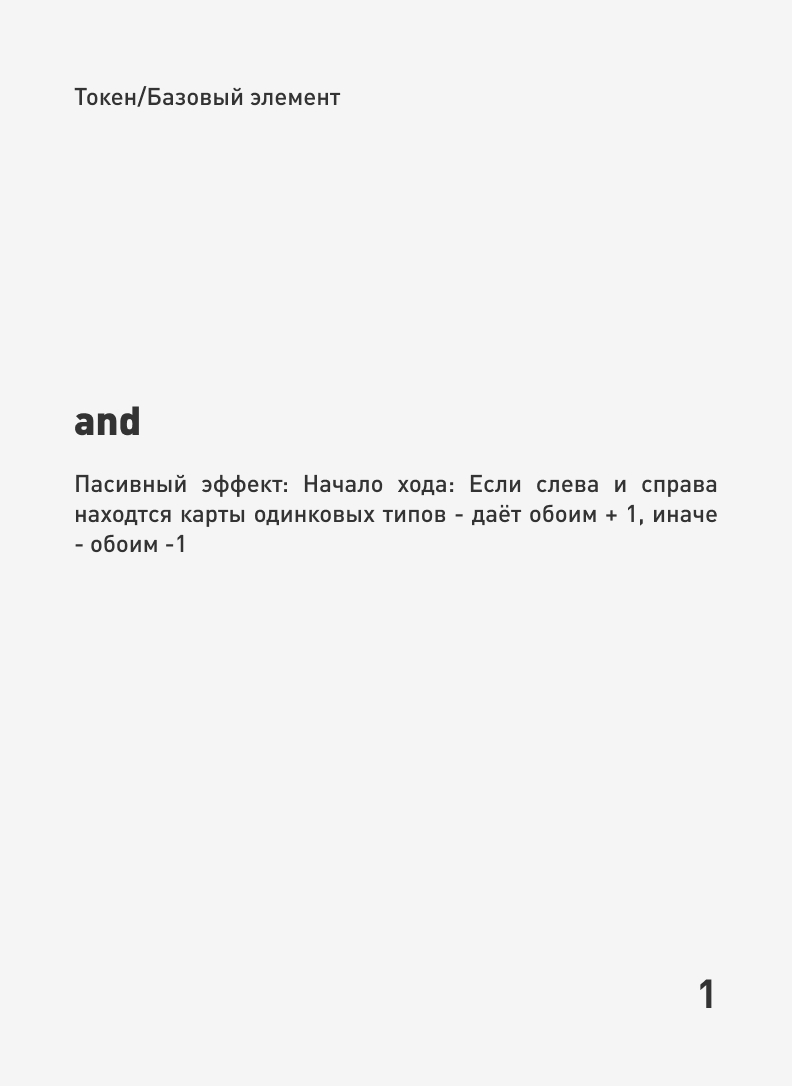 Токен/Базовый элемент
and
Пасивный эффект: Начало хода: Если слева и справа
находтся карты одинковых типов - даёт обоим + 1, иначе
- обоим -1
1